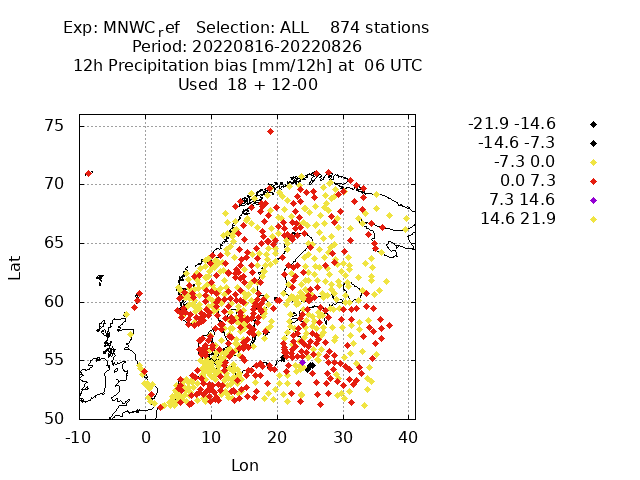 Exp: MNWC_ref   Selection: ALL    874 stations
Period: 20220816-20220826
12h Precipitation bias [mm/12h] at  06 UTC
Used  18 + 12-00
-21.9 -14.6
-14.6 -7.3
-7.3 0.0
0.0 7.3
7.3 14.6
14.6 21.9
75
70
65
60
55
50
Lat
-10 0 10 20 30 40
Lon